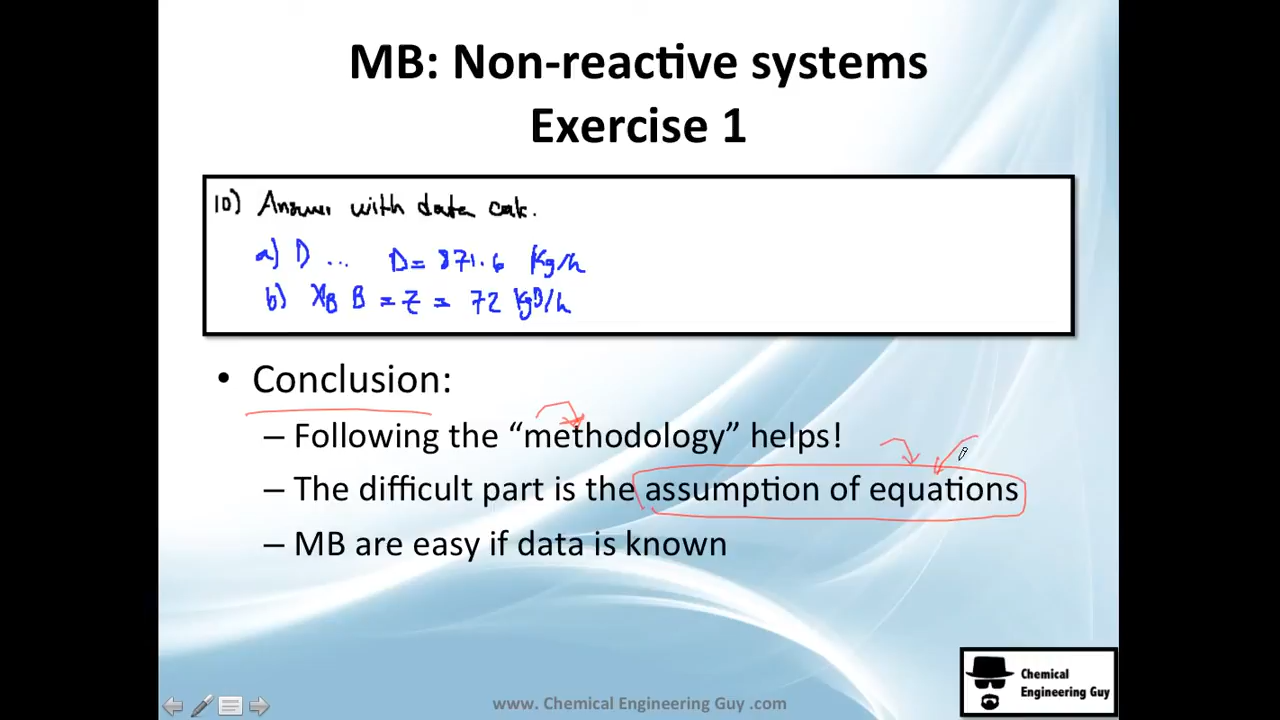 MB: Non-reactive systems
Exercise 1
10) Answer with data calc.
a) D ... D = 871.6 Kg/h
b) XB B = Z = 72 KgB/h
• Conclusion:
– Following the “methodology” helps!
– The difficult part is the assumption of equations
– MB are easy if data is known
Chemical
Engineering Guy
www. Chemical Engineering Guy .com